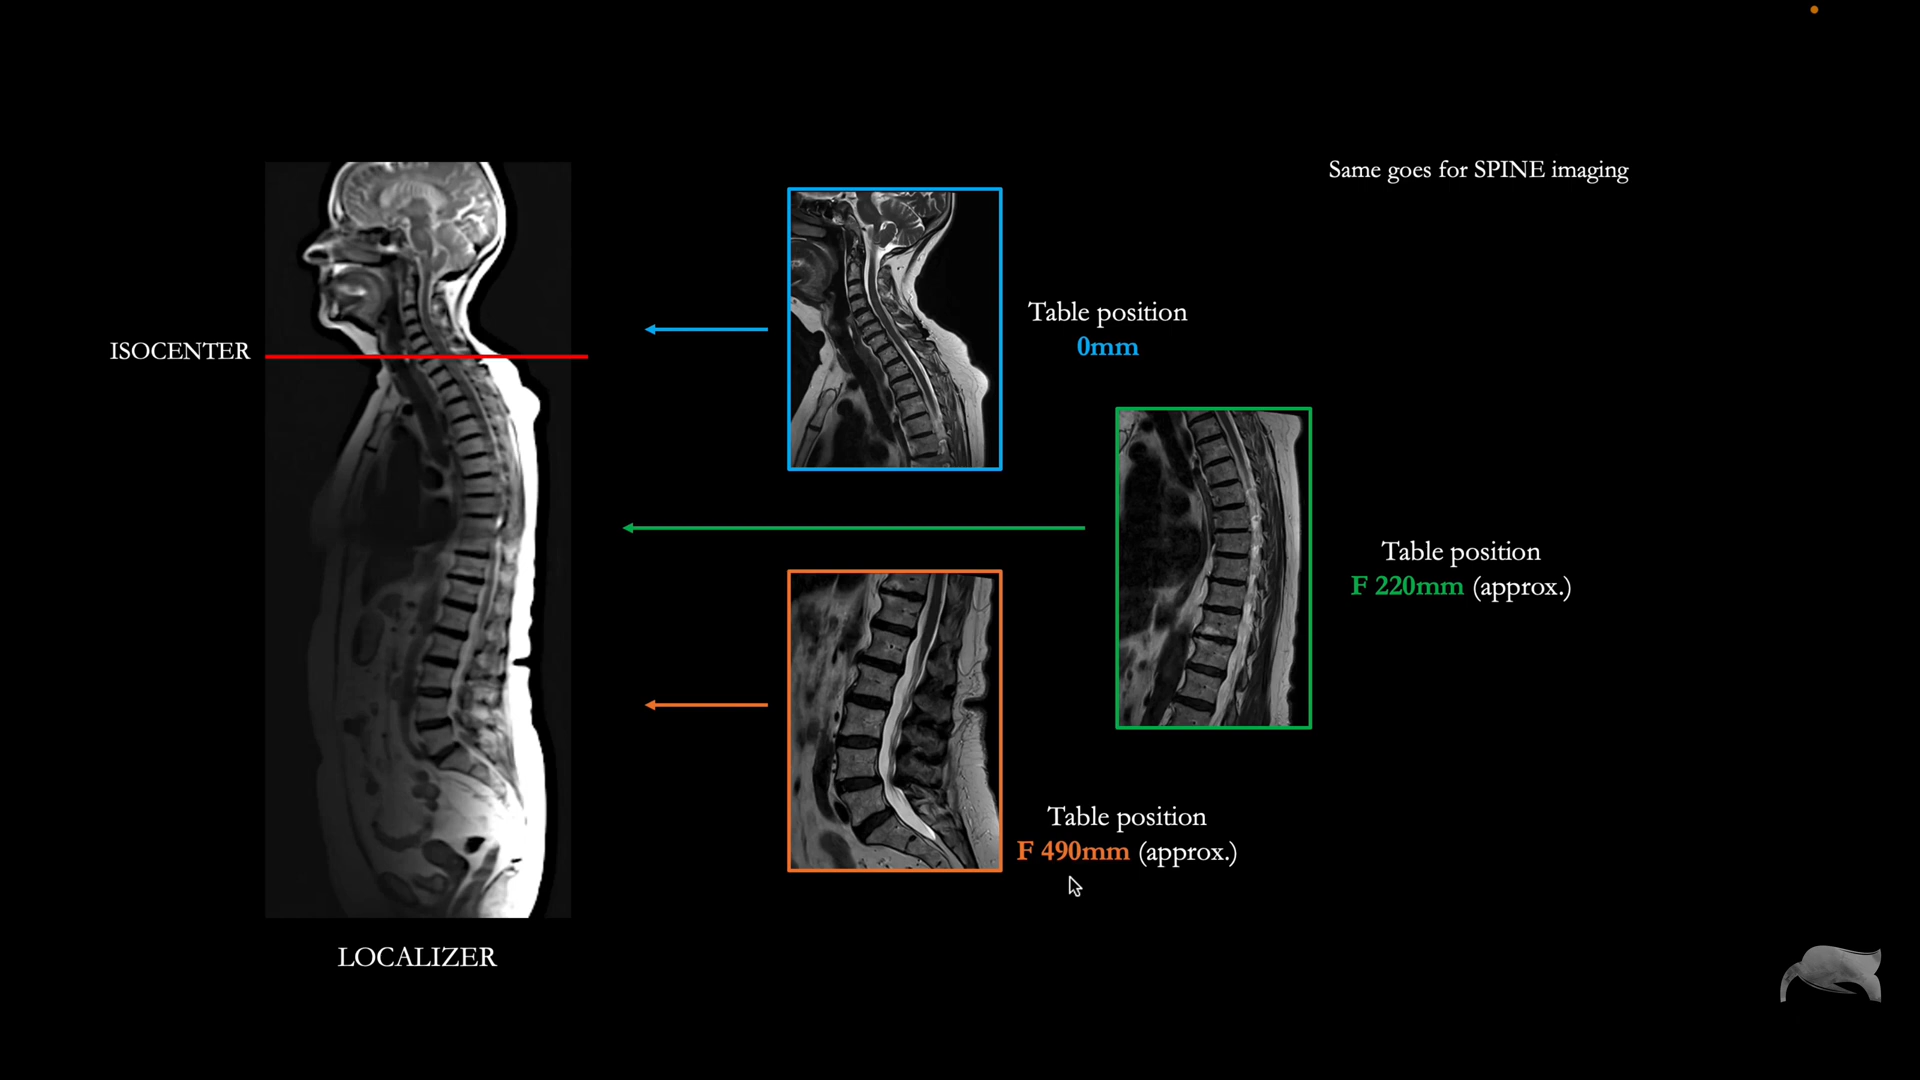 Same goes for SPINE imaging
ISOCENTER
Table position
0mm
Table position
F 220mm (approx.)
Table position
F 490mm (approx.)
LOCALIZER